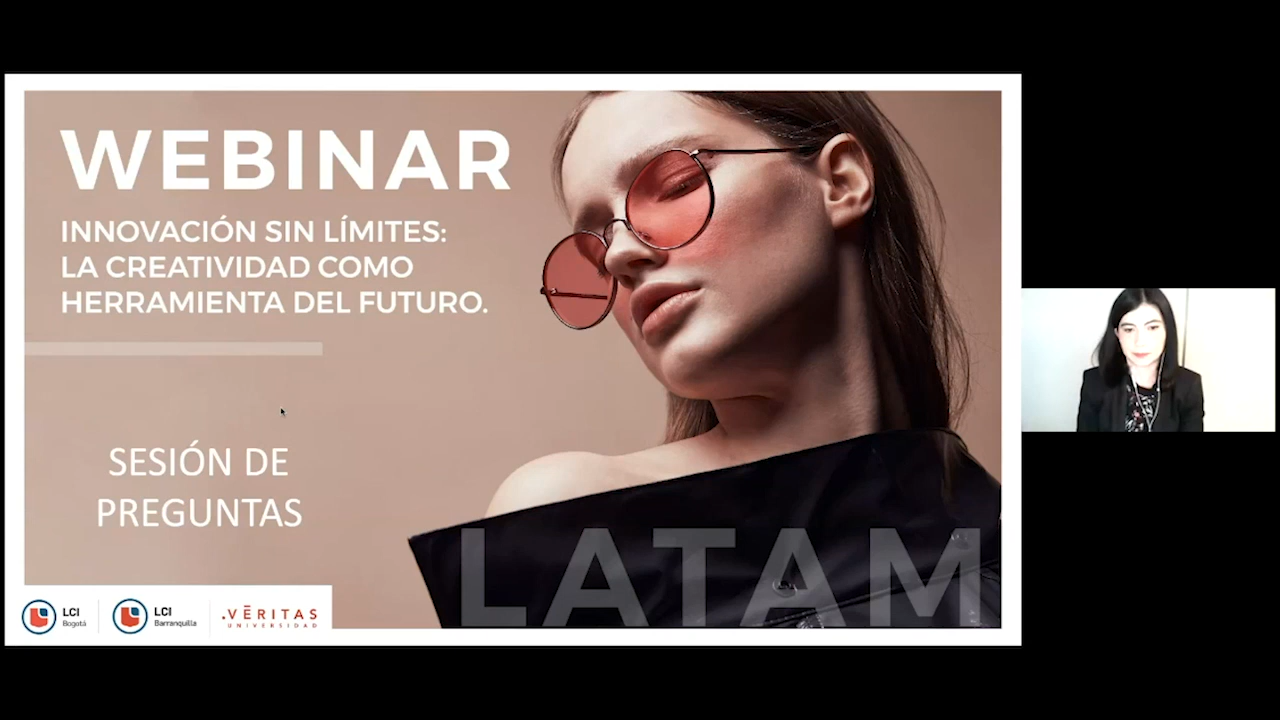 WEBINAR
INNOVACIÓN SIN LÍMITES:
LA CREATIVIDAD COMO
HERRAMIENTA DEL FUTURO.
SESIÓN DE
PREGUNTAS
LATAM
LCI
Bogotá
LCI
Barranquilla
.VĒRITAS
UNIVERSIDAD